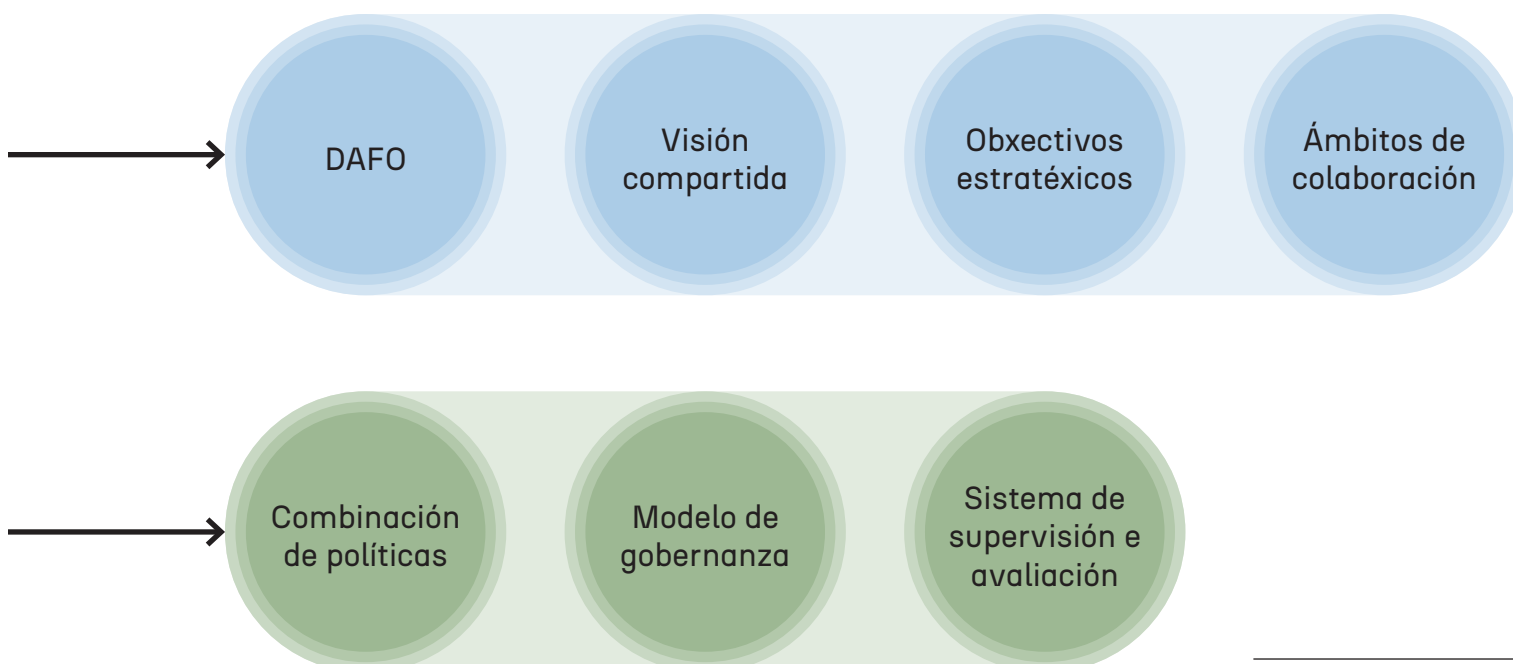 DAFO
Visión
compartida
Obxectivos
estratéxicos
Ámbitos de
colaboración
Combinación
de políticas
Modelo de
gobernanza
Sistema de
supervisión e
avaliación